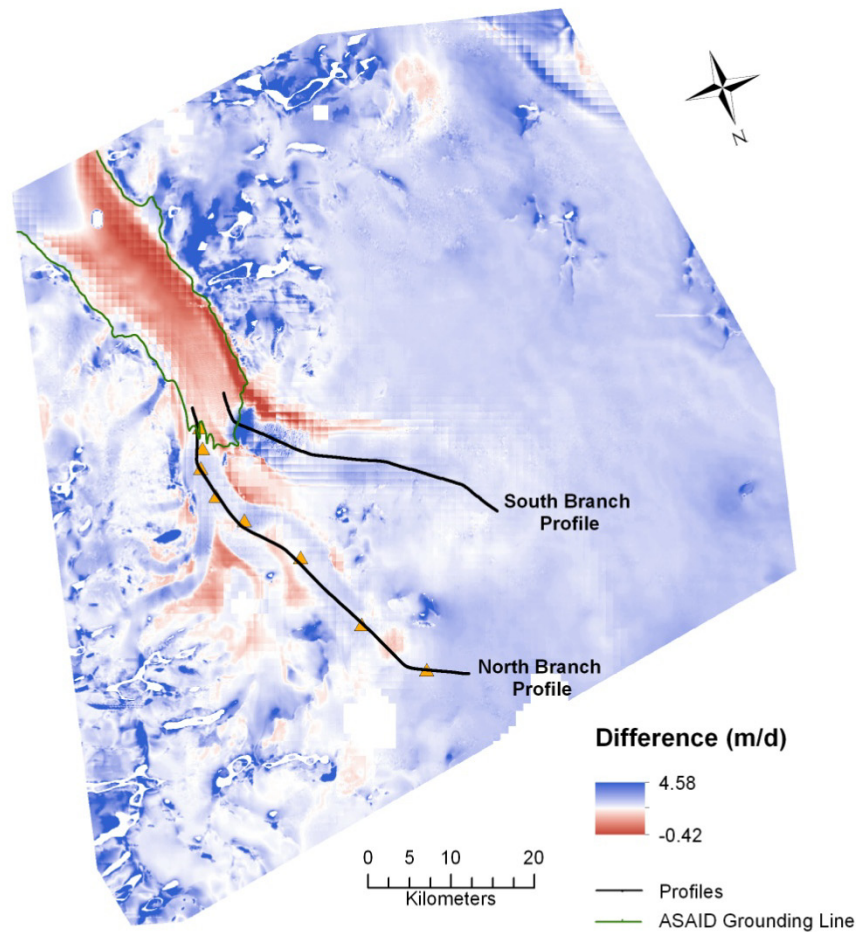 N
South Branch
Profile
North Branch
Profile
Difference (m/d)
4.58
-0.42
0 5 10 20
Kilometers
Profiles
ASAID Grounding Line